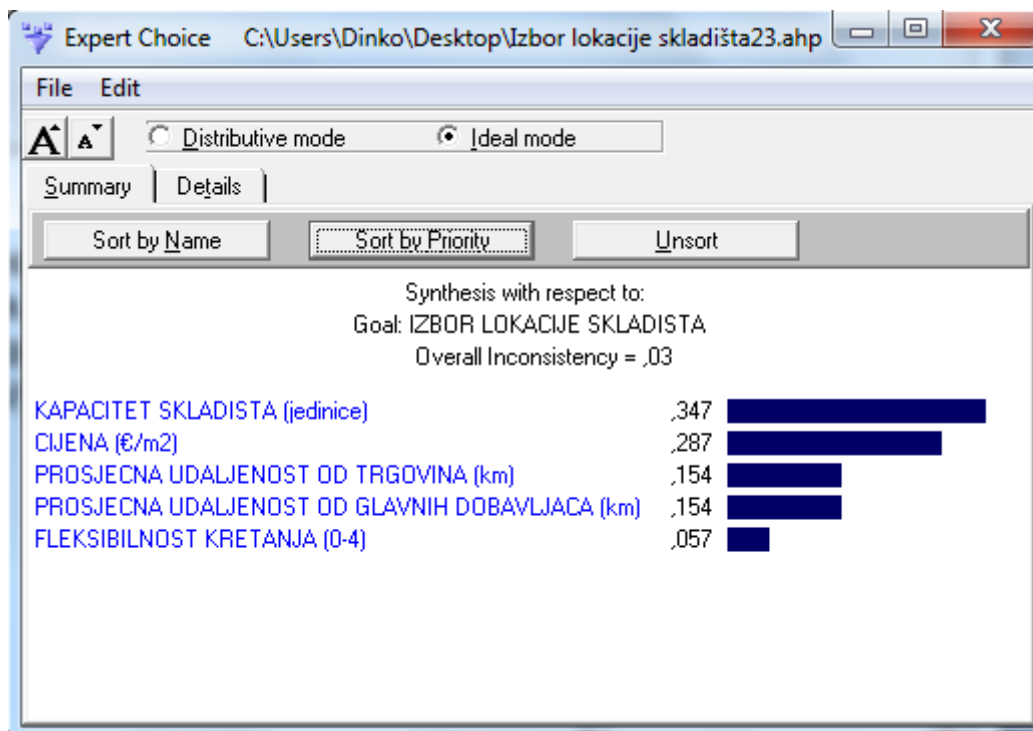 Expert Choice C:\Users\Dinko\Desktop\Izbor lokacije skladišta23.ahp
File Edit
A A Distributive mode Ideal mode
Summary Details
Sort by Name Sort by Priority Unsort
Synthesis with respect to:
Goal: IZBOR LOKACIJE SKLADISTA
Overall Inconsistency = ,03
KAPACITET SKLADISTA (jedinice) ,347
CIJENA (€/m2) ,287
PROSJECNA UDALJENOST OD TRGOVINA (km) ,154
PROSJECNA UDALJENOST OD GLAVNIH DOBAVLJACA (km) ,154
FLEKSIBILNOST KRETANJA (0-4) ,057